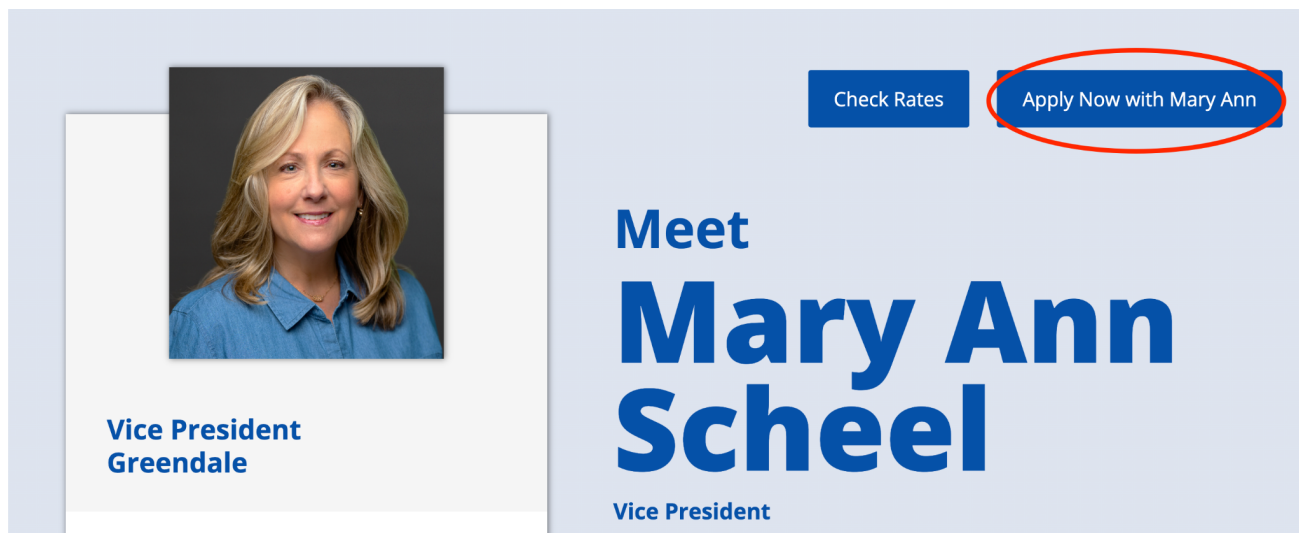 Check Rates
Apply Now with Mary Ann
Meet
Mary Ann
Scheel
Vice President
Vice President
Greendale